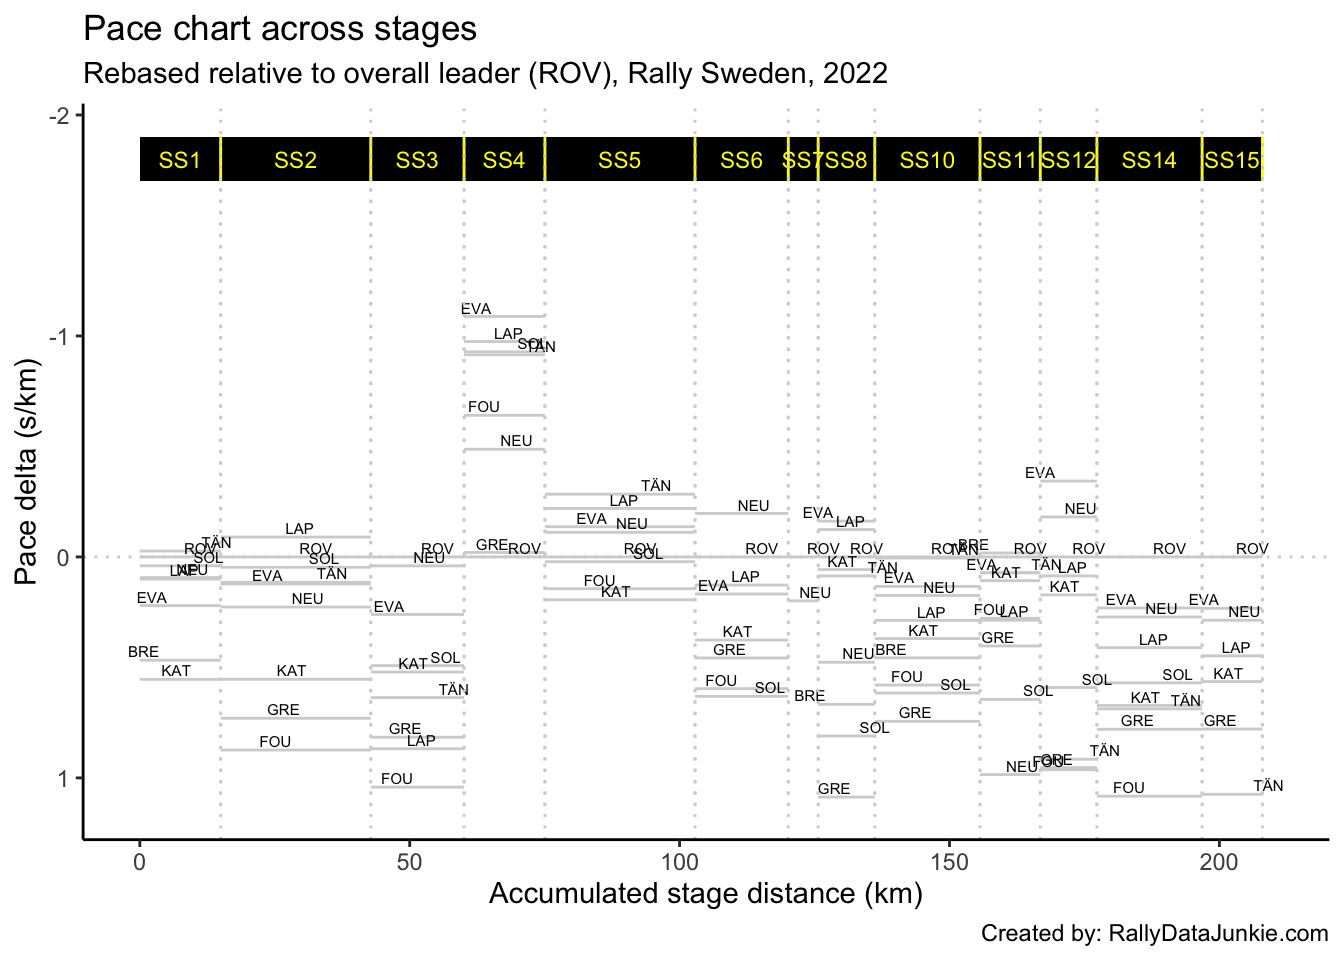 Pace chart across stages
Rebased relative to overall leader (ROV), Rally Sweden, 2022
-2
SS1 SS2 SS3 SS4 SS5 SS6 SS7 SS8 SS10 SS11 SS12 SS14 SS15
EVA
-1
LAP
SOL
TÄN
FOU
NEU
EVA
TÄN
NEU
LAP
NEU
EVA
EVA NEU
LAP
LAP
TÄN
GRE
BRE
0
ROV ROV ROV ROV ROV ROV ROV ROV ROV ROV ROV ROV ROV
TÄN
SOL SOL NEU SOL
KAT
EVA KAT TÄN LAP
NEU
LAP
TÄN
EVA TÄN
FOU LAP EVA
EVA NEU
KAT
KAT
NEU
EVA NEU EVA
EVA NEU EVA NEU
FOU LAP
LAP
KAT
KAT
GRE
LAP
LAP
BRE
SOL
KAT
GRE
NEU
BRE
KAT KAT
FOU
SOL
FOU
SOL
SOL
SOL
KAT
TÄN
BRE
SOL
KAT
TÄN
GRE
GRE
GRE
GRE
FOU
GRE
LAP
SOL
TÄN
FOU
NEU
GRE
FOU
1
GRE
FOU
TÄN
0 50 100 150 200
Pace delta (s/km)
Accumulated stage distance (km)
Created by: RallyDataJunkie.com